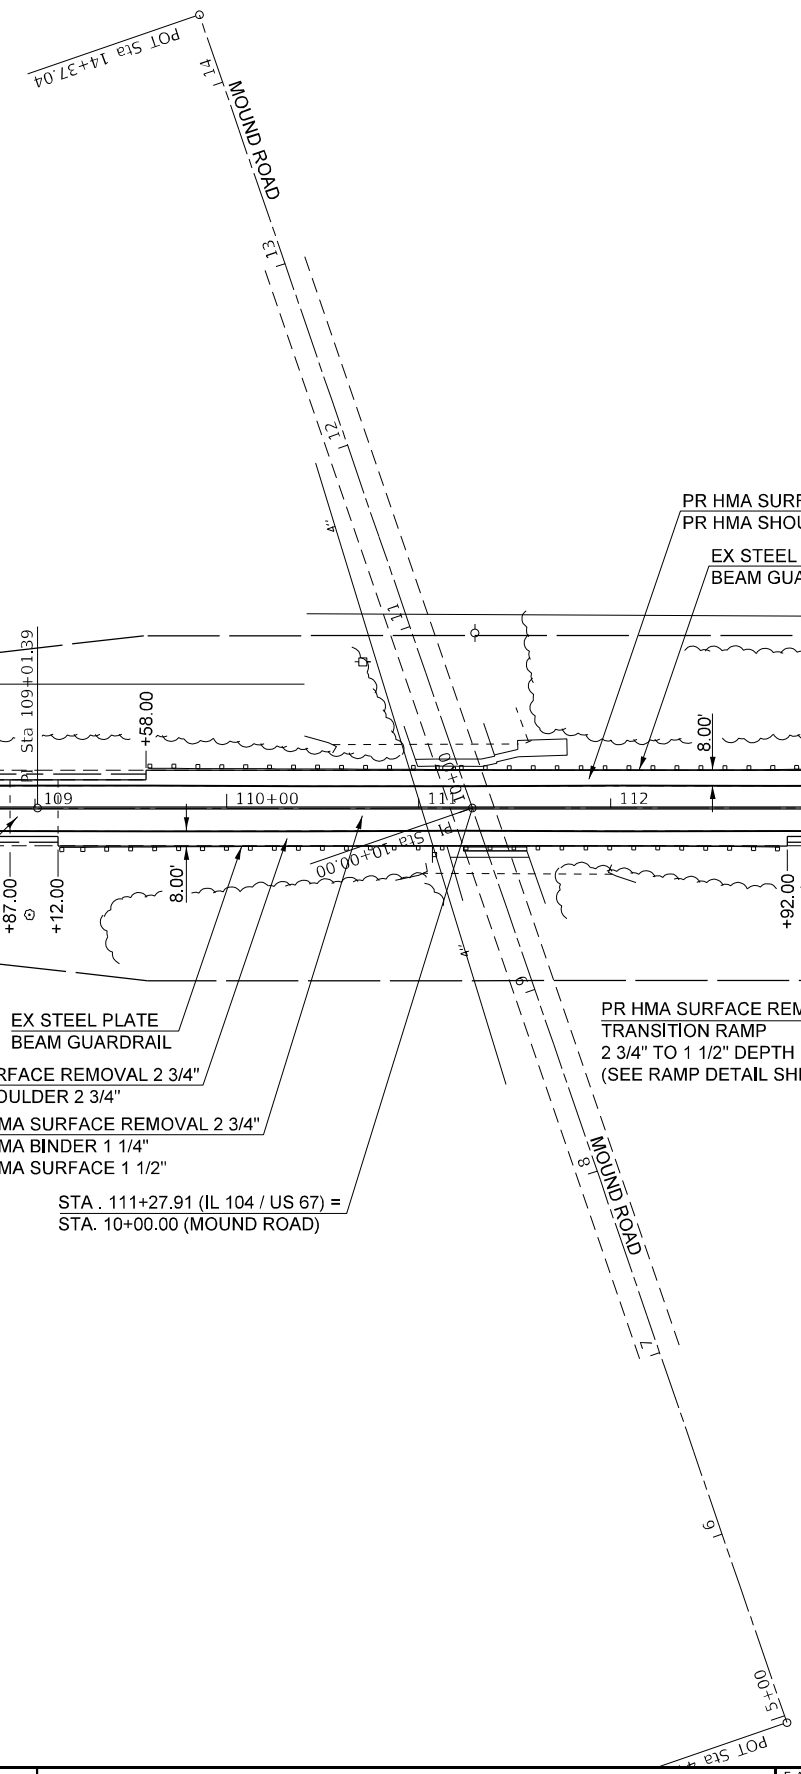 POT Sta 14+37.04
14
MOUND ROAD
13
12
4"
PR HMA
PR HMA
EX STEEL
BEAM
11
PI Sta 109+01.39
+58.00
8.00'
10+00
109
110+00
111
112
PI Sta 10+00.00
+87.00
+12.00
8.00'
+92.00
4"
9
EX STEEL PLATE
BEAM GUARDRAIL
PR HMA SURFACE REM
TRANSITION RAMP
2 3/4" TO 1 1/2" DEPTH
(SEE RAMP DETAIL
RFACE REMOVAL 2 3/4"
OULDER 2 3/4"
MA SURFACE REMOVAL 2 3/4"
MA BINDER 1 1/4"
MA SURFACE 1 1/2"
8
MOUND ROAD
STA . 111+27.91 (IL 104 / US 67) =
STA. 10+00.00 (MOUND ROAD)
7
6
5+00
POT Sta